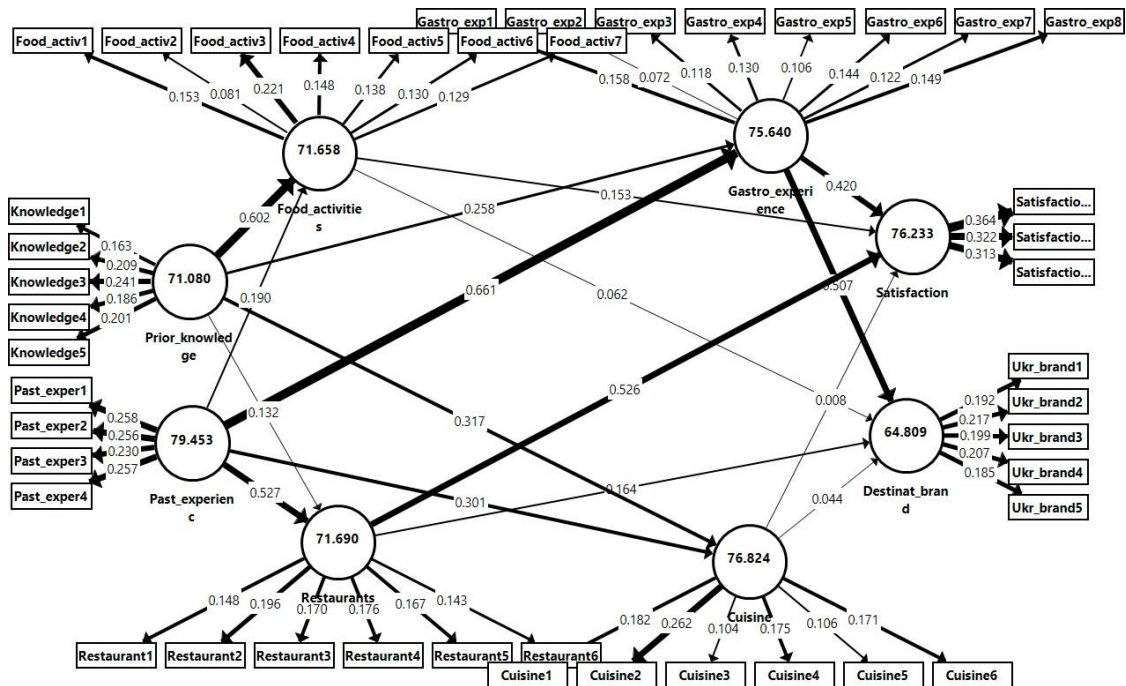 Gastro_exp1 Gastro_exp2 Gastro_exp3 Gastro_exp4 Gastro_exp5 Gastro_exp6 Gastro_exp7 Gastro_exp8
Food_activ1 Food_activ2 Food_activ3 Food_activ4 Food_activ5 Food_activ6 Food_activ7
0.153 0.081 0.221 0.148 0.138 0.130 0.129
0.158 0.072 0.118 0.130 0.106 0.144 0.122 0.149
71.658
Food_activitie
s
75.640
Gastro_experi
ence
0.602
0.258
0.153
0.420
Knowledge1
Knowledge2
Knowledge3
Knowledge4
Knowledge5
0.163
0.209
0.241
0.186
0.201
71.080
Prior_knowled
ge
0.190
0.661
0.062
0.507
76.233
Satisfaction
0.364
0.322
0.313
Satisfactio...
Satisfactio...
Satisfactio...
Past_exper1
Past_exper2
Past_exper3
Past_exper4
0.258
0.256
0.230
0.257
79.453
Past_experien
c
0.132
0.317
0.526
0.008
0.527
0.301
0.164
0.044
64.809
Destinat_bran
d
0.192
0.217
0.199
0.207
0.185
Ukr_brand1
Ukr_brand2
Ukr_brand3
Ukr_brand4
Ukr_brand5
71.690
Restaurants
0.148 0.196 0.170 0.176 0.167 0.143
Restaurant1 Restaurant2 Restaurant3 Restaurant4 Restaurant5 Restaurant6
76.824
Cuisine
0.182 0.262 0.104 0.175 0.106 0.171
Cuisine1 Cuisine2 Cuisine3 Cuisine4 Cuisine5 Cuisine6